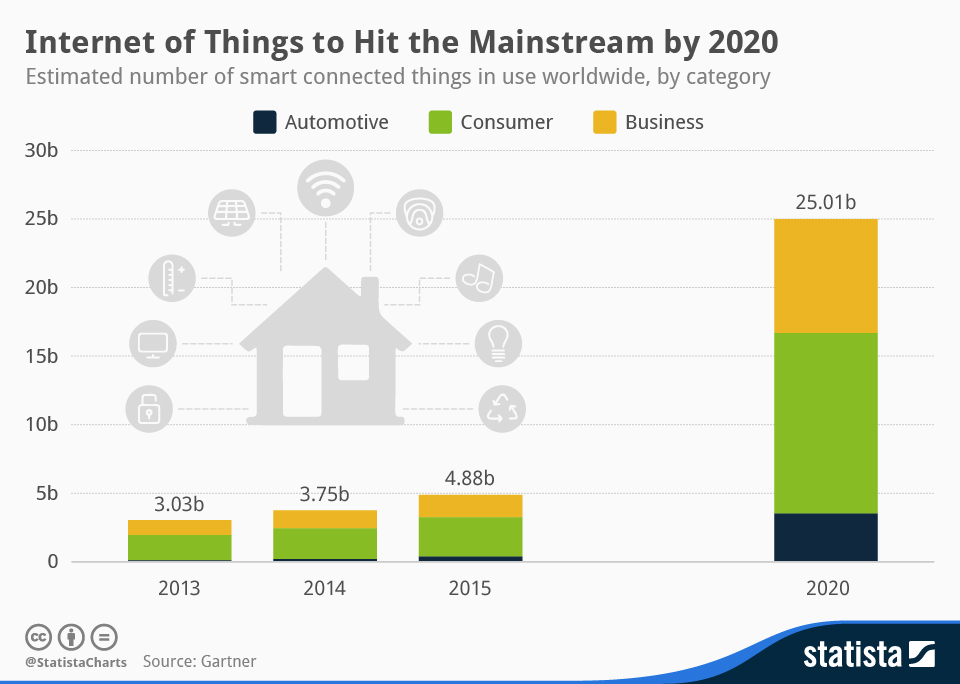 Internet of Things to Hit the Mainstream by 2020
Estimated number of smart connected things in use worldwide, by category
Automotive Consumer Business
30b
25b
20b
15b
10b
5b
0
3.03b
3.75b
4.88b
25.01b
2013 2014 2015 2020
cc
@StatistaCharts Source: Gartner
statista